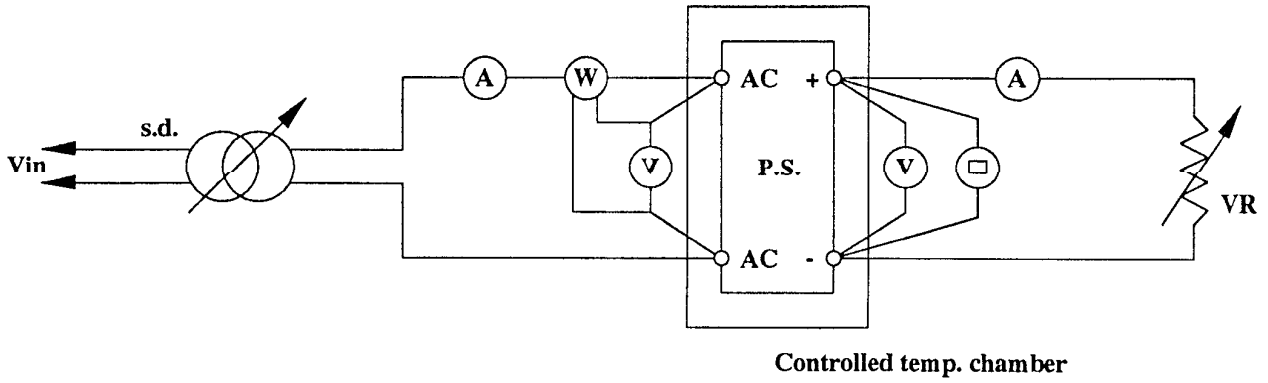 A
W
AC
+
A
s.d.
Vin
V
P.S.
V
VR
AC
-
Controlled temp. chamber